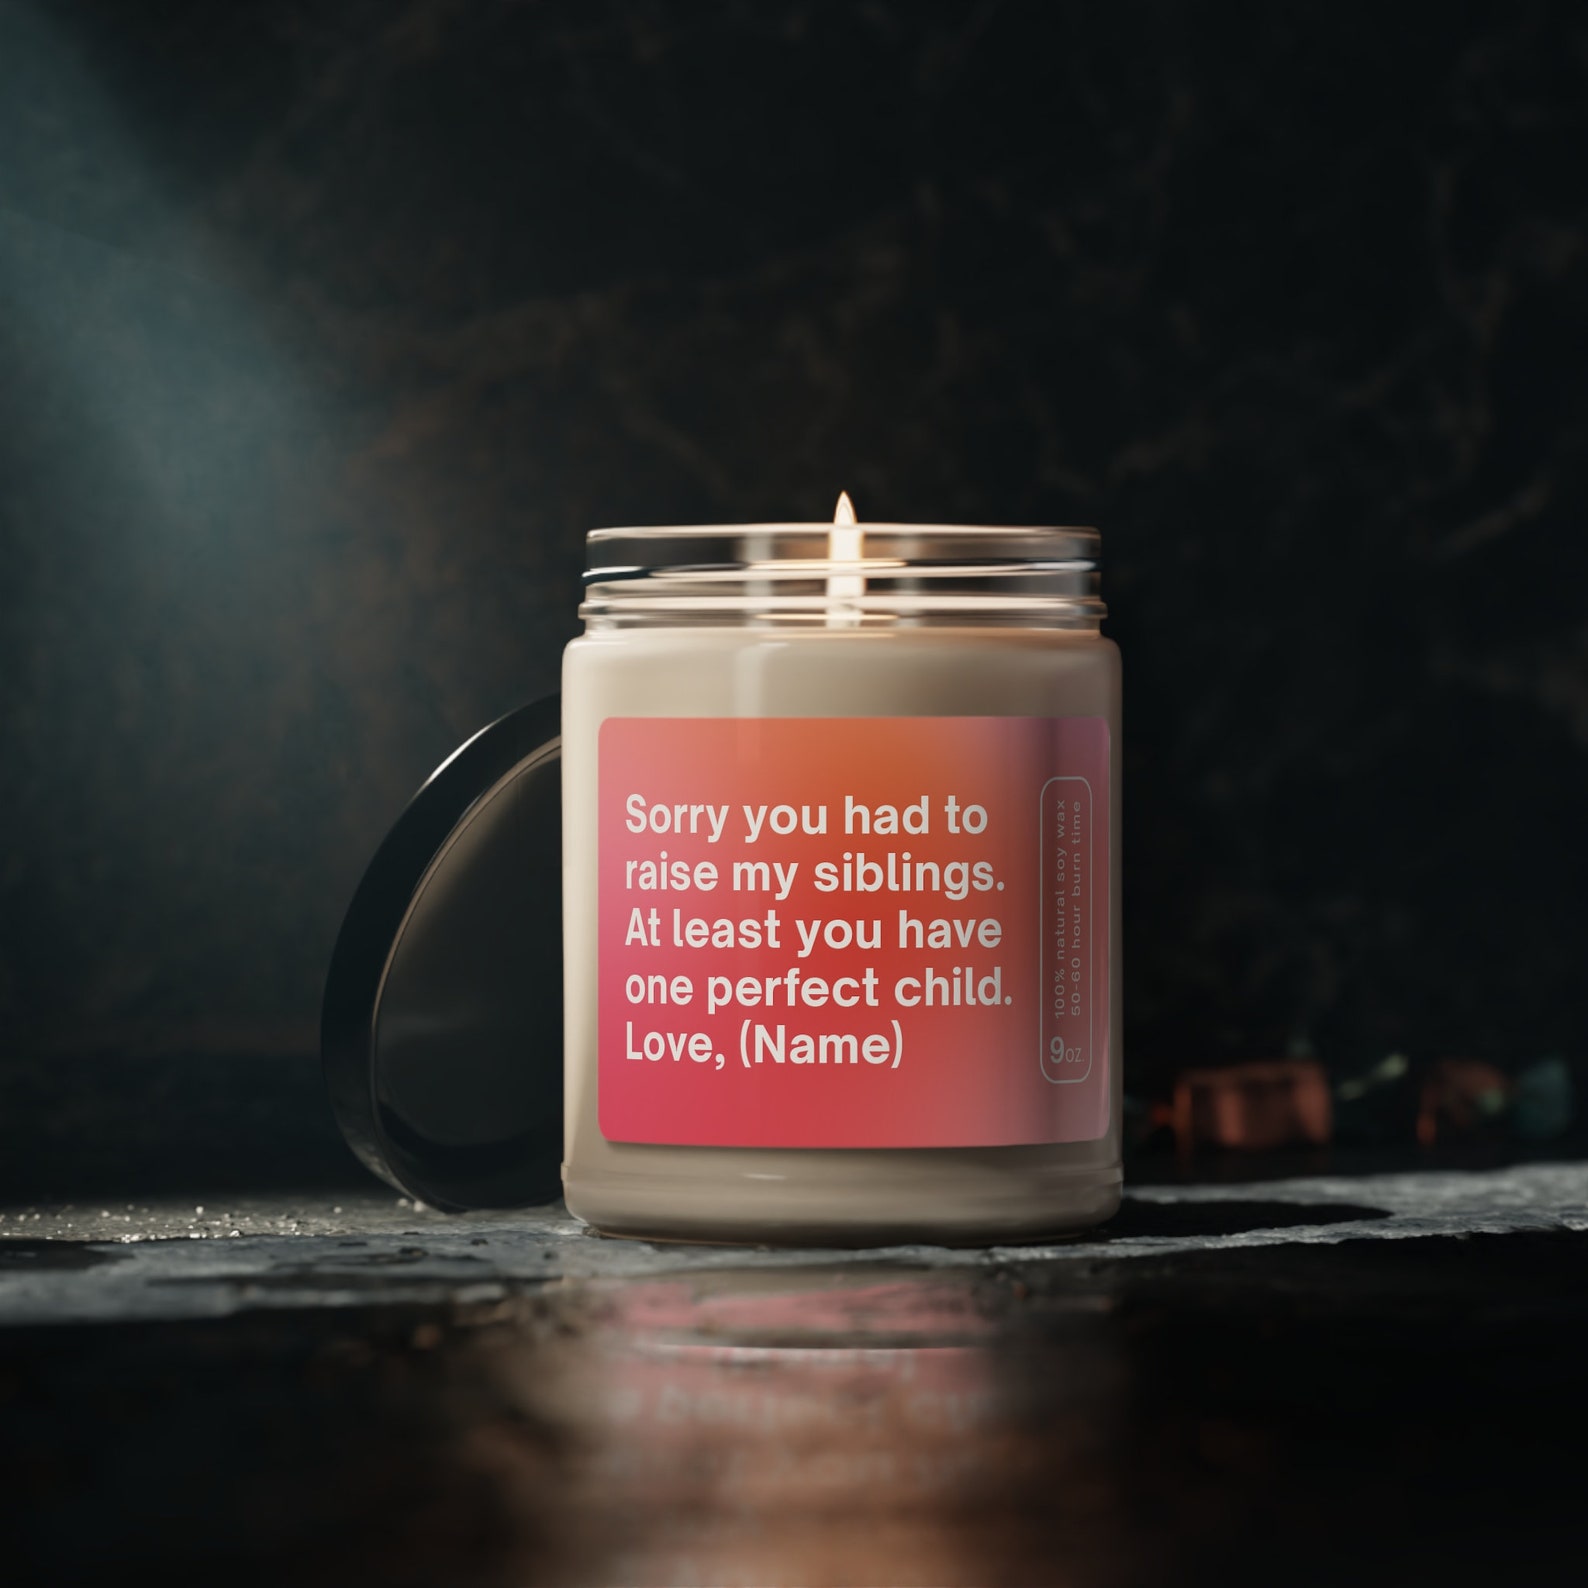 Sorry you had to
raise my siblings.
At least you have
one perfect child.
Love, (Name)
100% natural soy wax
50-60 hour burn time
9oz.